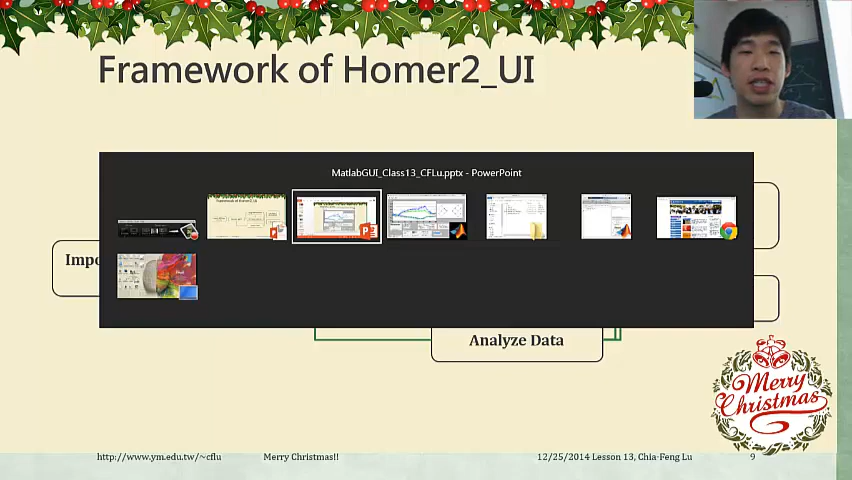 Framework of Homer2_UI
MatlabGUI_Class13_CFLu.pptx - PowerPoint
Impo
Analyze Data
Merry
Christmas
http://www.ym.edu.tw/~cflu
Merry Christmas!!
12/25/2014 Lesson 13, Chia-Feng Lu
9